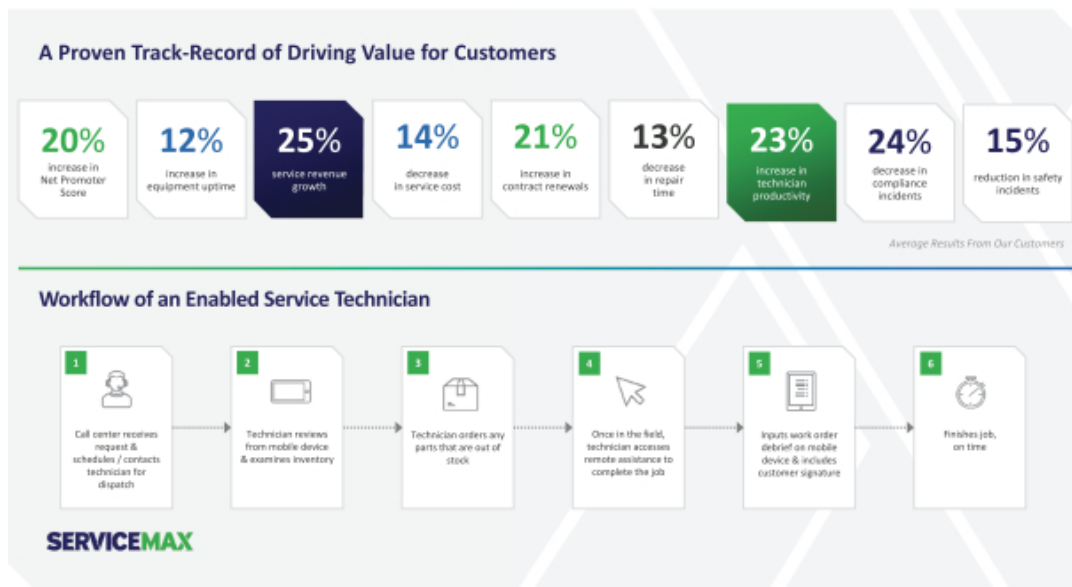 A Proven Track-Record of Driving Value for Customers
20%
increase in
Net Promoter
Score
12%
increase in
equipment uptime
25%
service revenue
growth
14%
decrease
in service cost
21%
increase in
contract renewals
13%
decrease
in repair
time
23%
increase in
technician
productivity
24%
decrease in
compliance
incidents
15%
reduction in safety
incidents
Average Results From Our Customers
Workflow of an Enabled Service Technician
1
Call center receives
request &
schedules / contacts
technician for
dispatch
2
Technician reviews
from mobile device
& examines inventory
3
Technician orders any
parts that are out of
stock
4
Once in the field,
technician accesses
remote assistance to
complete the job
5
Inputs work order
debrief on mobile
device & includes
customer signature
6
Finishes job,
on time
SERVICEMAX